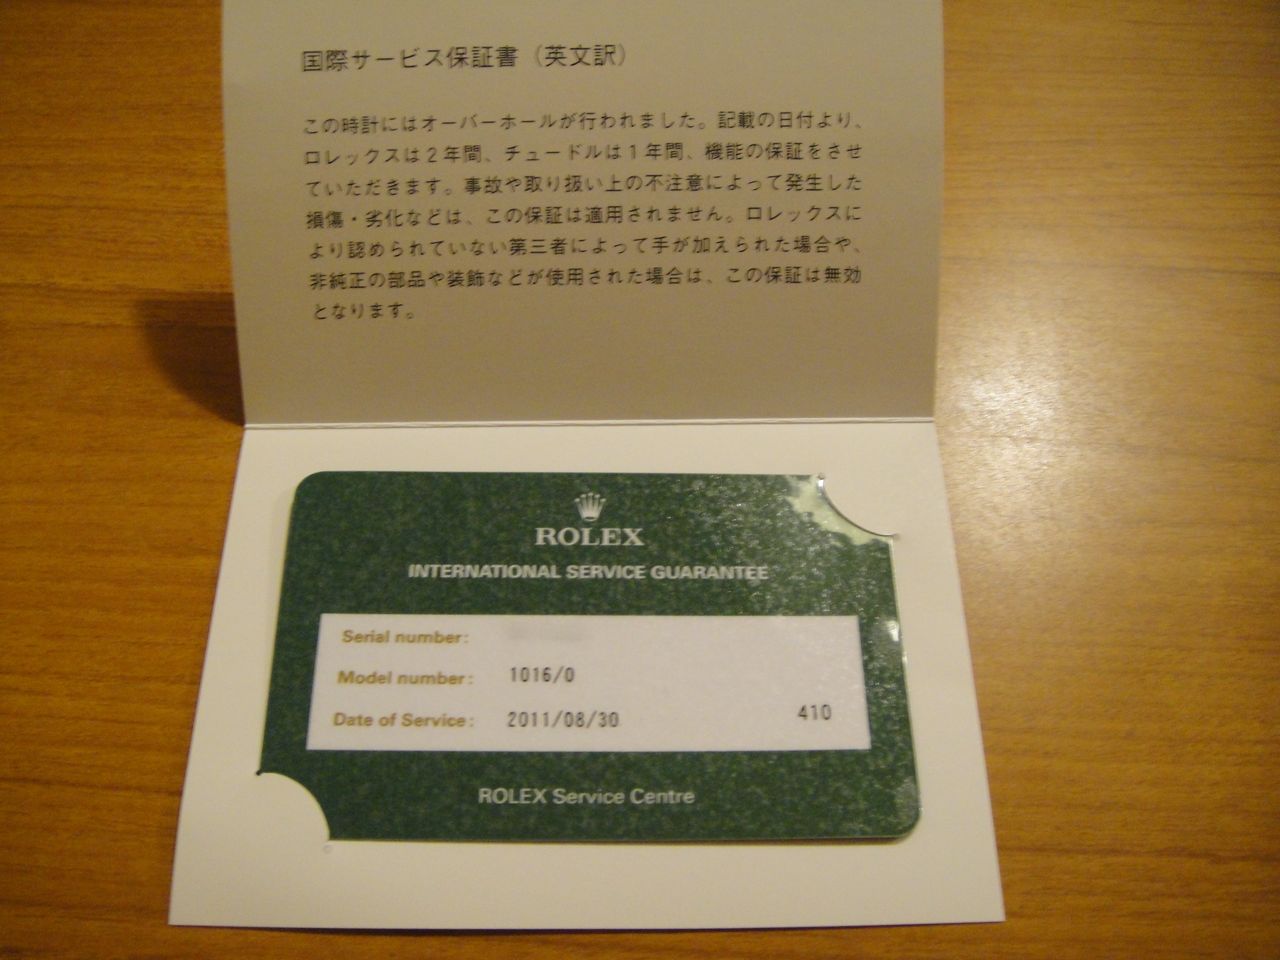 国際サービス保証書（英文訳）
この時計にはオーバーホールが行われました。記載の日付より、
ロレックスは２年間、チュードルは１年間、機能の保証をさせ
ていただきます。事故や取り扱い上の不注意によって発生した
損傷・劣化などは、この保証は適用されません。ロレックスに
より認められていない第三者によって手が加えられた場合や、
非純正の部品や装飾などが使用された場合は、この保証は無効
となります。
ROLEX
INTERNATIONAL SERVICE GUARANTEE
Serial number:
Model number: 1016/0
Date of Service: 2011/08/30 410
ROLEX Service Centre